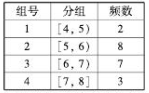 组号 分组 频数
1 [4,5) 2
2 [5,6) 8
3 [6,7) 7
4 [7,8] 3